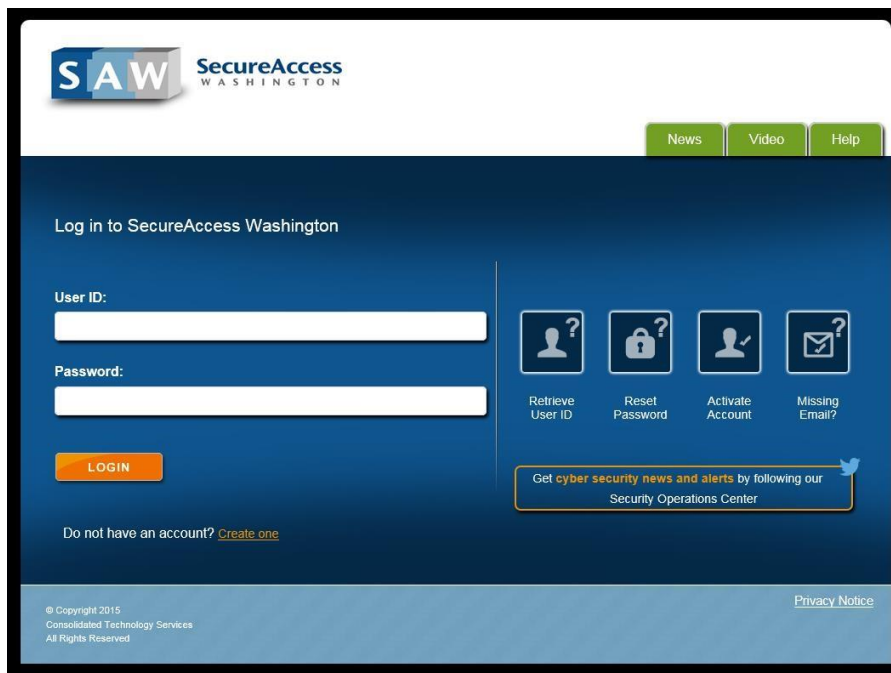 SAW
SecureAccess
WASHINGTON
News
Video
Help
Log in to SecureAccess Washington
User ID:
Password:
LOGIN
Do not have an account? Create one
?
?
?
Retrieve
User ID
Reset
Password
Activate
Account
Missing
Email?
Get cyber security news and alerts by following our
Security Operations Center
© Copyright 2015
Consolidated Technology Services
All Rights Reserved
Privacy Notice